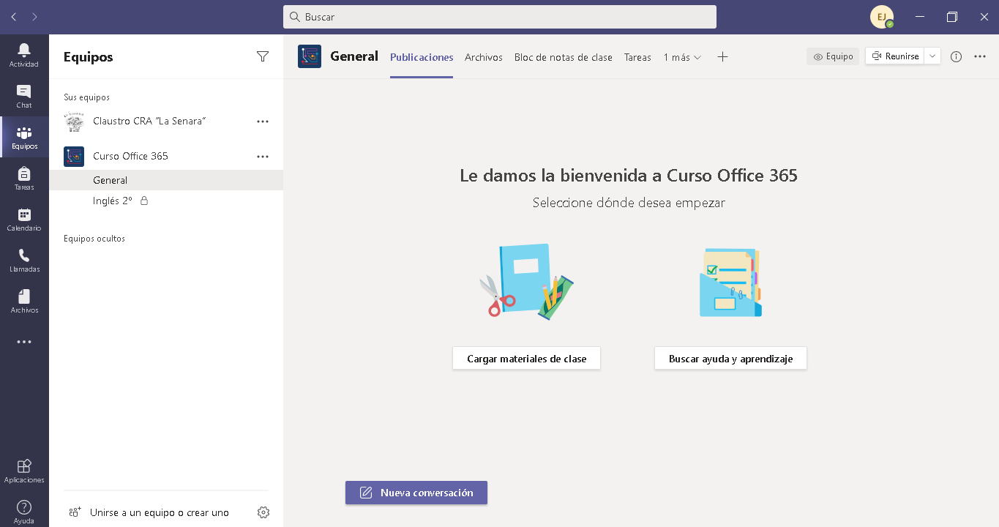 Buscar
EJ
Actividad
Chat
Equipos
Tareas
Calendario
Llamadas
Archivos
Aplicaciones
Ayuda
Equipos
Sus equipos
Claustro CRA "La Senara"
Curso Office 365
General
Inglés 2º
Equipos ocultos
Unirse a un equipo o crear uno
General
Publicaciones
Archivos
Bloc de notas de clase
Tareas
1 más
Equipo
Reunirse
Le damos la bienvenida a Curso Office 365
Seleccione dónde desea empezar
Cargar materiales de clase
Buscar ayuda y aprendizaje
Nueva conversación